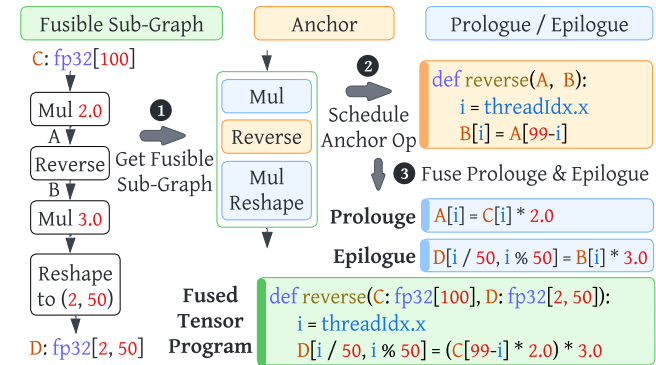 Fusible Sub-Graph
Anchor
Prologue / Epilogue
C: fp32[100]
Mul 2.0
A
Reverse
B
Mul 3.0
Reshape
to (2, 50)
D: fp32[2, 50]
1
Get Fusible
Sub-Graph
Mul
Reverse
Mul
Reshape
2
Schedule
Anchor Op
def reverse(A, B):
i = threadIdx.x
B[i] = A[99-i]
3 Fuse Prolouge & Epilogue
Prolouge
A[i] = C[i] * 2.0
Epilogue
D[i / 50, i % 50] = B[i] * 3.0
Fused
Tensor
Program
def reverse(C: fp32[100], D: fp32[2, 50]):
i = threadIdx.x
D[i / 50, i % 50] = (C[99-i] * 2.0) * 3.0